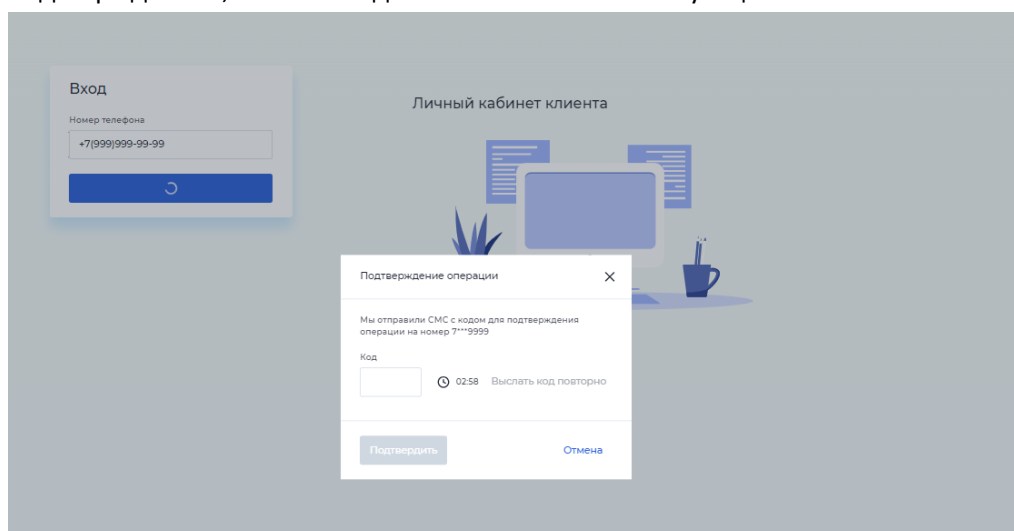 Вход
Номер телефона
+7(999)999-99-99
Личный кабинет клиента
Подтверждение операции
Мы отправили СМС с кодом для подтверждения
операции на номер 7***9999
Код
02:58 Выслать код повторно
Подтвердить Отмена